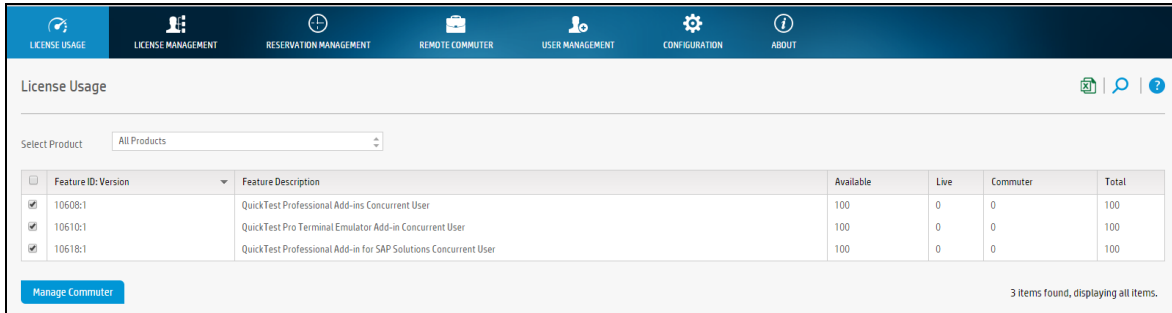 LICENSE USAGE LICENSE MANAGEMENT RESERVATION MANAGEMENT REMOTE COMMUTER USER MANAGEMENT CONFIGURATION ABOUT
License Usage
Select Product All Products
Feature ID: Version Feature Description Available Live Commuter Total
10608:1 QuickTest Professional Add-ins Concurrent User 100 0 0 100
10610:1 QuickTest Pro Terminal Emulator Add-in Concurrent User 100 0 0 100
10618:1 QuickTest Professional Add-in for SAP Solutions Concurrent User 100 0 0 100
Manage Commuter 3 items found, displaying all items.